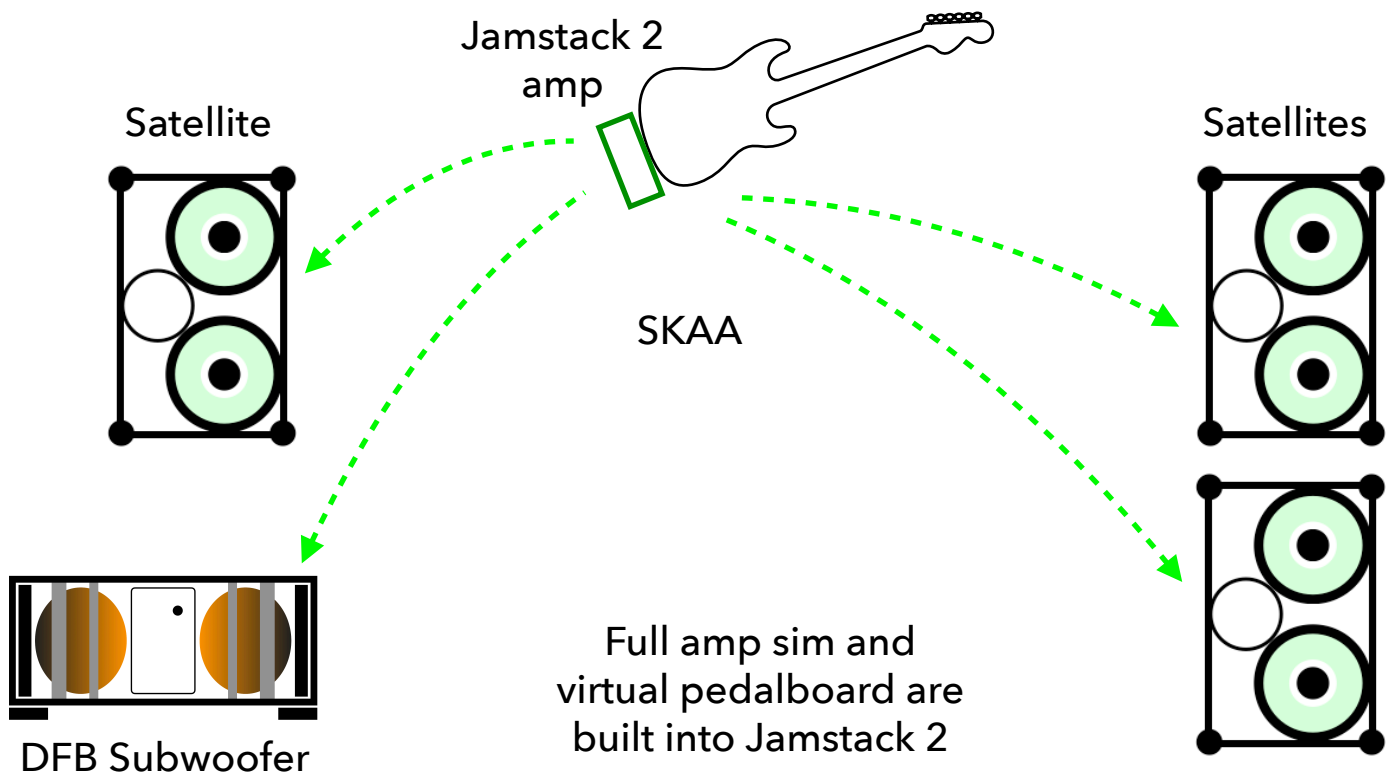 Jamstack 2
amp
Satellite
Satellites
SKAA
Full amp sim and
virtual pedalboard are
built into Jamstack 2
DFB Subwoofer